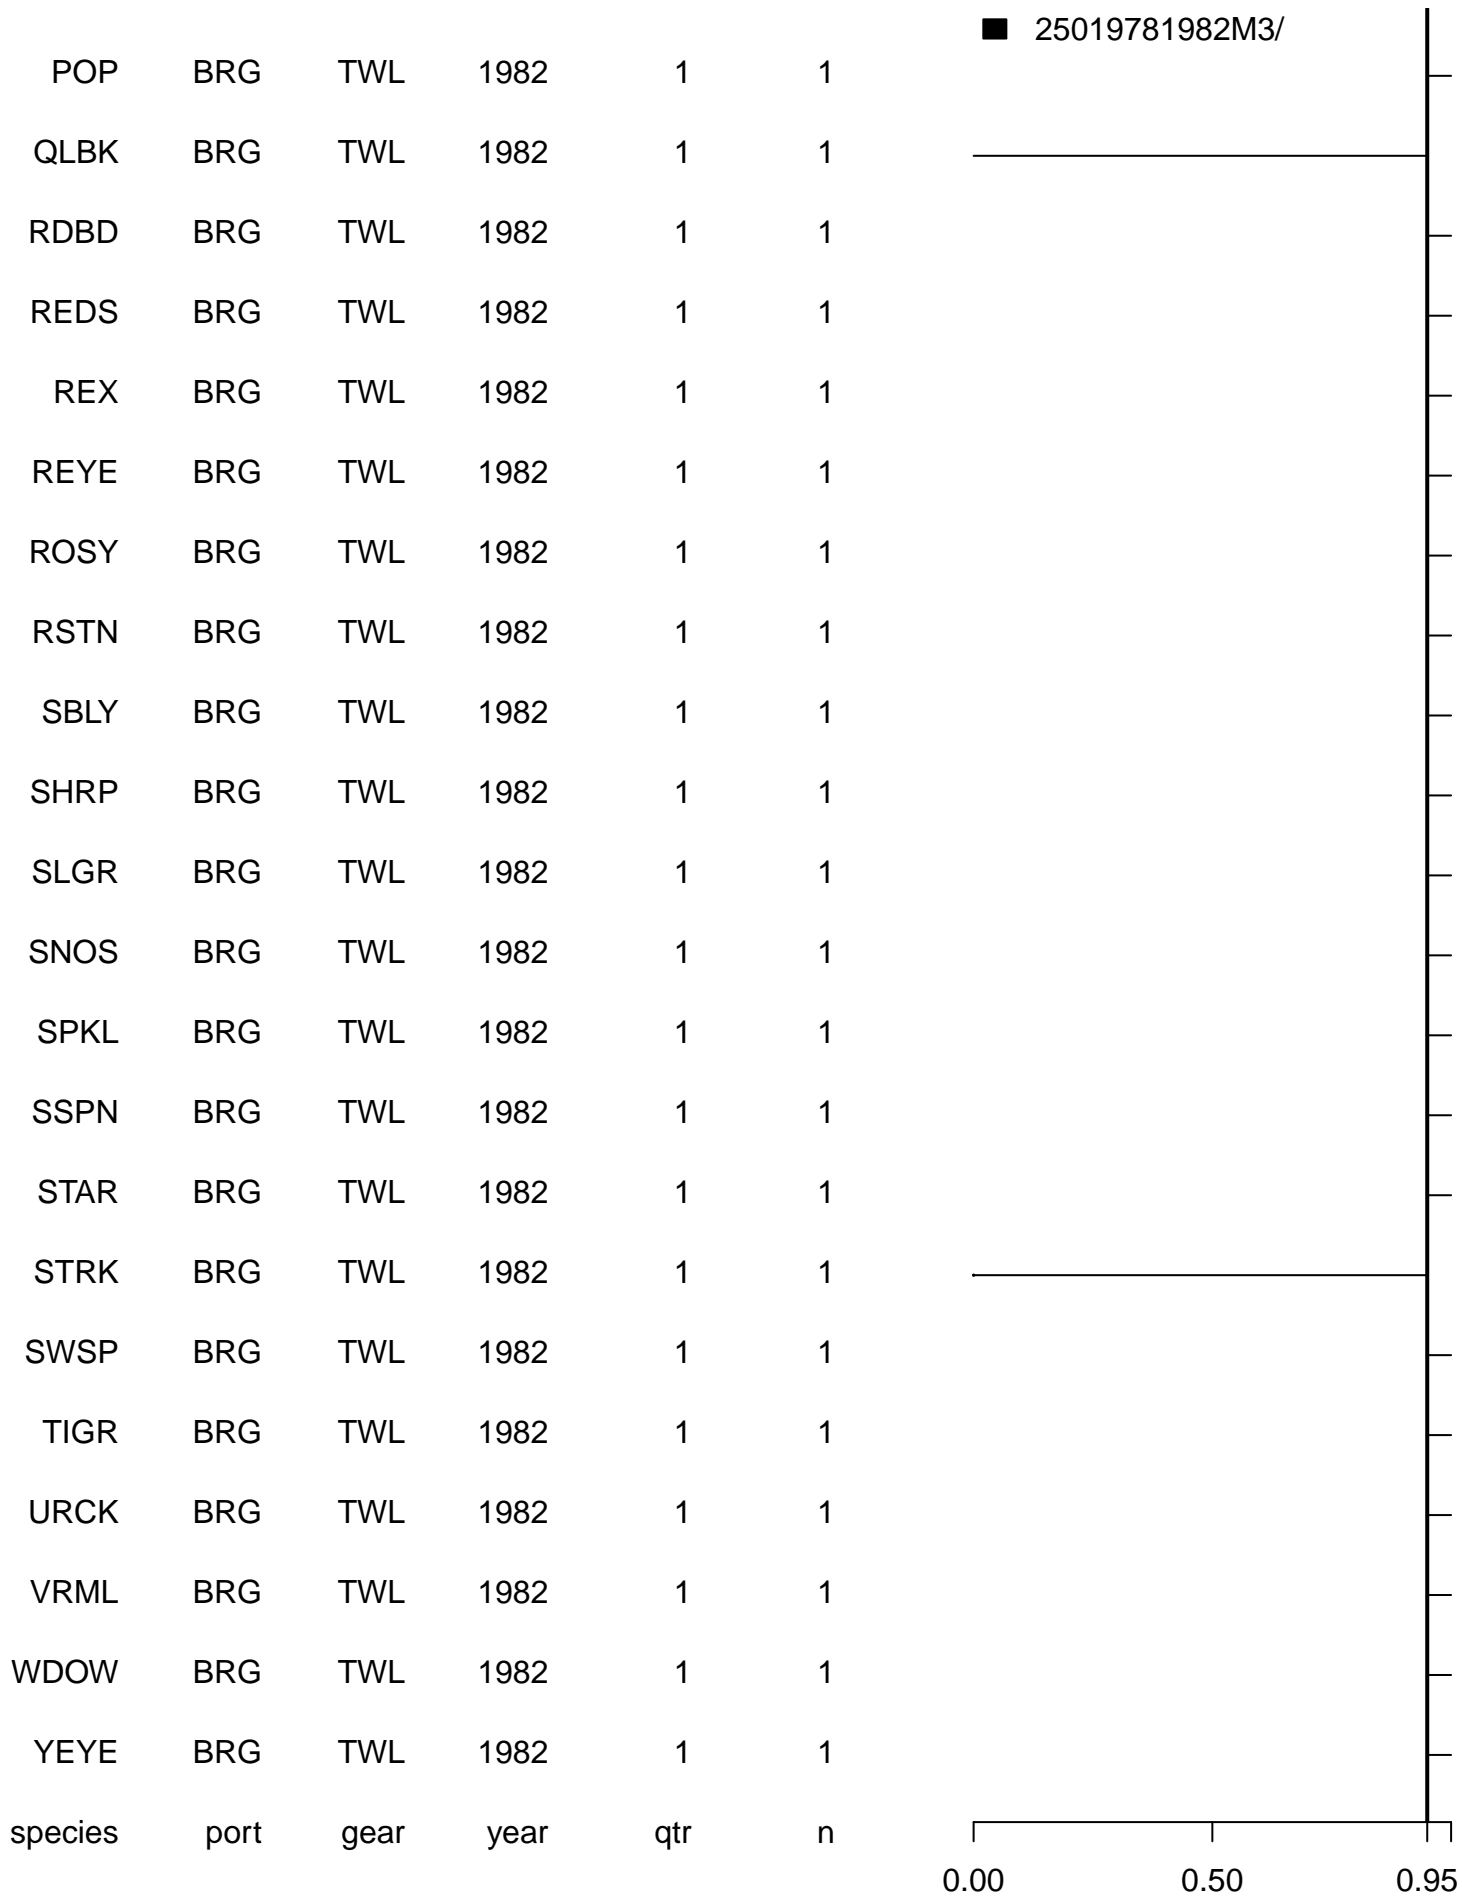 25019781982M3/
POP BRG TWL 1982 1 1
QLBK BRG TWL 1982 1 1
RDBD BRG TWL 1982 1 1
REDS BRG TWL 1982 1 1
REX BRG TWL 1982 1 1
REYE BRG TWL 1982 1 1
ROSY BRG TWL 1982 1 1
RSTN BRG TWL 1982 1 1
SBLY BRG TWL 1982 1 1
SHRP BRG TWL 1982 1 1
SLGR BRG TWL 1982 1 1
SNOS BRG TWL 1982 1 1
SPKL BRG TWL 1982 1 1
SSPN BRG TWL 1982 1 1
STAR BRG TWL 1982 1 1
STRK BRG TWL 1982 1 1
SWSP BRG TWL 1982 1 1
TIGR BRG TWL 1982 1 1
URCK BRG TWL 1982 1 1
VRML BRG TWL 1982 1 1
WDOW BRG TWL 1982 1 1
YEYE BRG TWL 1982 1 1
species port gear year qtr n
0.00 0.50 0.95